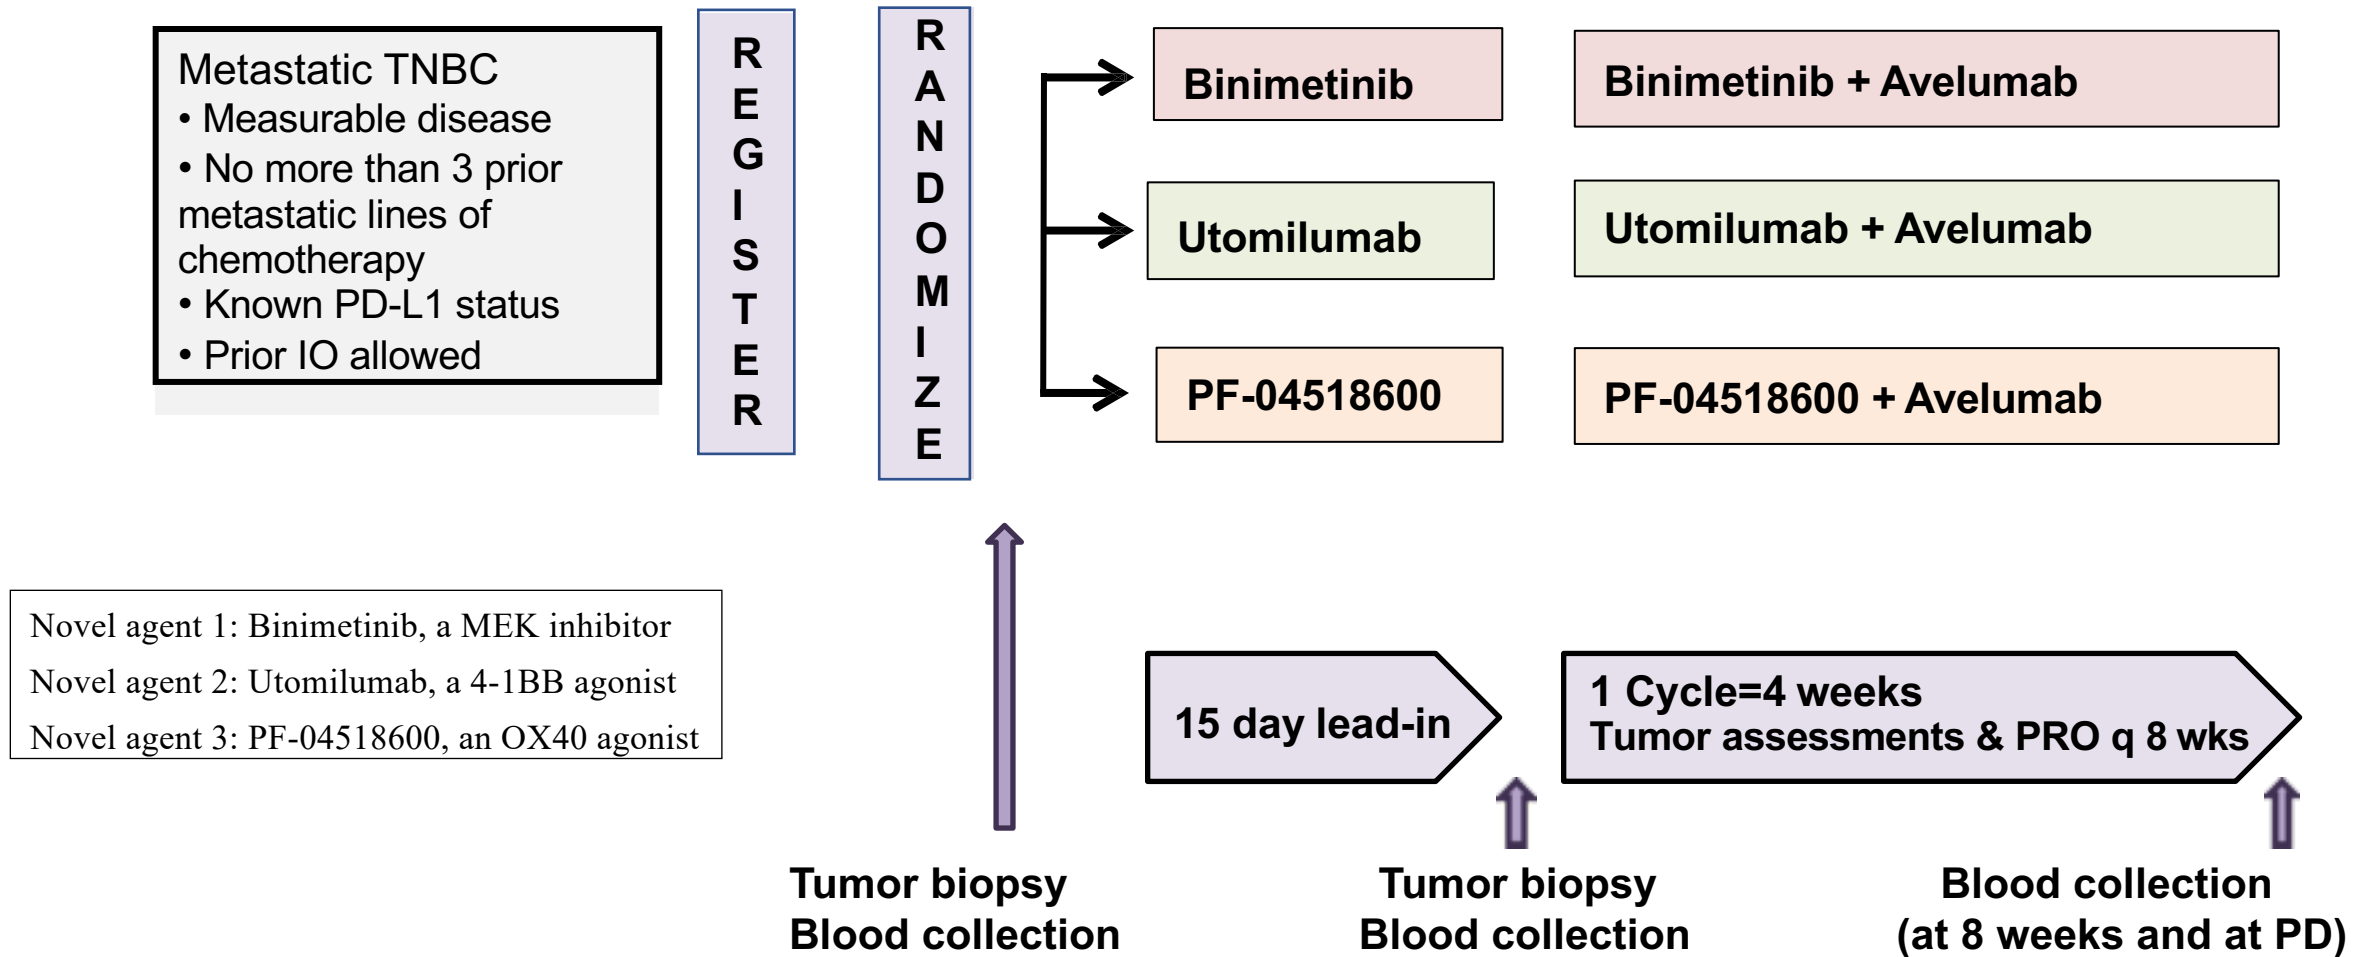 Metastatic TNBC
• Measurable disease
• No more than 3 prior
metastatic lines of
chemotherapy
• Known PD-L1 status
• Prior IO allowed
REGISTER
RANDOMIZE
Binimetinib
Binimetinib + Avelumab
Utomilumab
Utomilumab + Avelumab
PF-04518600
PF-04518600 + Avelumab
Novel agent 1: Binimetinib, a MEK inhibitor
Novel agent 2: Utomilumab, a 4-1BB agonist
Novel agent 3: PF-04518600, an OX40 agonist
15 day lead-in
1 Cycle=4 weeks
Tumor assessments & PRO q 8 wks
Tumor biopsy
Blood collection
Tumor biopsy
Blood collection
Blood collection
(at 8 weeks and at PD)